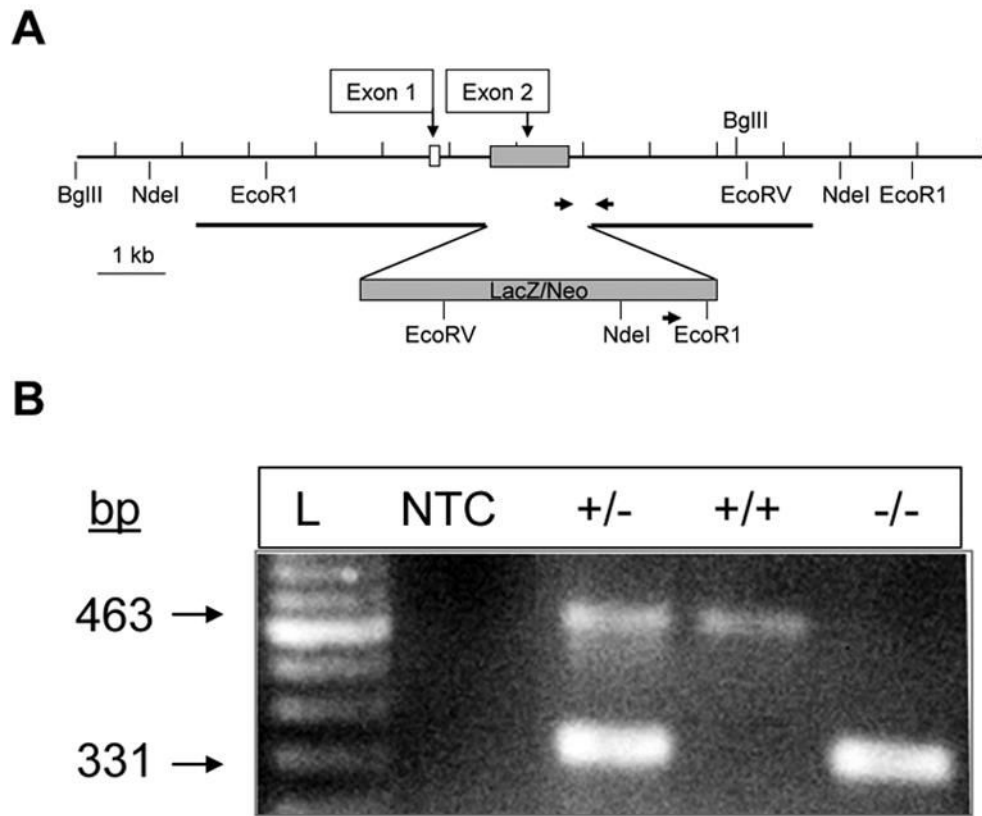 A
Exon 1 Exon 2
BglII
BglII NdeI EcoR1 EcoRV NdeI EcoR1
1 kb
LacZ/Neo
EcoRV NdeI EcoR1
B
bp L NTC +/- +/+ -/-
463
331